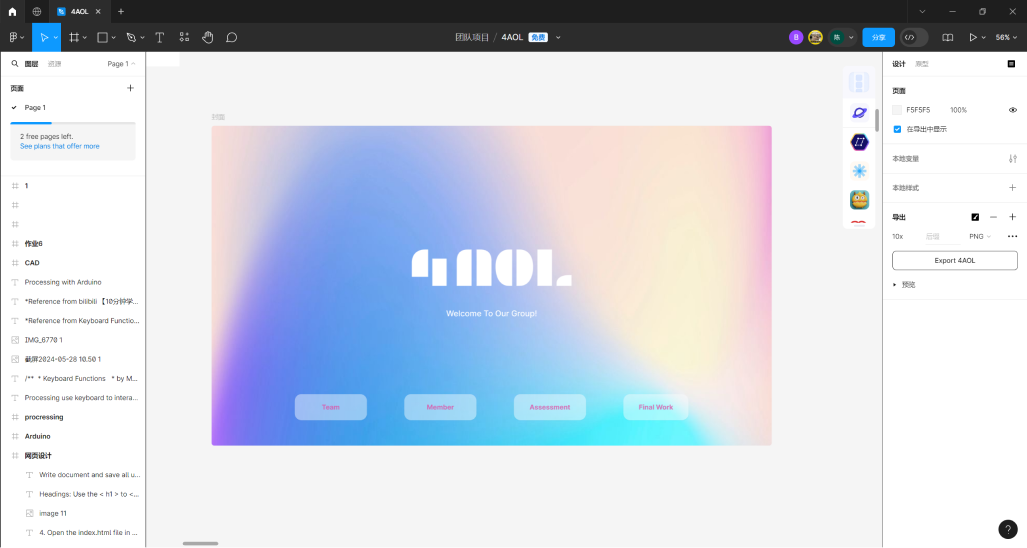 4AOL
团队项目 / 4AOL 免费
B
陈
分享
56%
图层
资源
Page 1
页面
Page 1
2 free pages left.
See plans that offer more
1
作业6
CAD
Processing with Arduino
*Reference from bilibili 【10分钟学...
*Reference from Keyboard Functio...
IMG_6770 1
截屏2024-05-28 10.50 1
/** * Keyboard Functions * by M...
Processing use keyboard to intera...
procressing
Arduino
网页设计
Write document and save all u...
Headings: Use the < h1 > to <...
image 11
4. Open the index.html file in ...
封面
4AOL
Welcome To Our Group!
Team
Member
Assessment
Final Work
设计
原型
页面
F5F5F5
100%
在导出中显示
本地变量
本地样式
导出
10x
后缀
PNG
Export 4AOL
预览
?